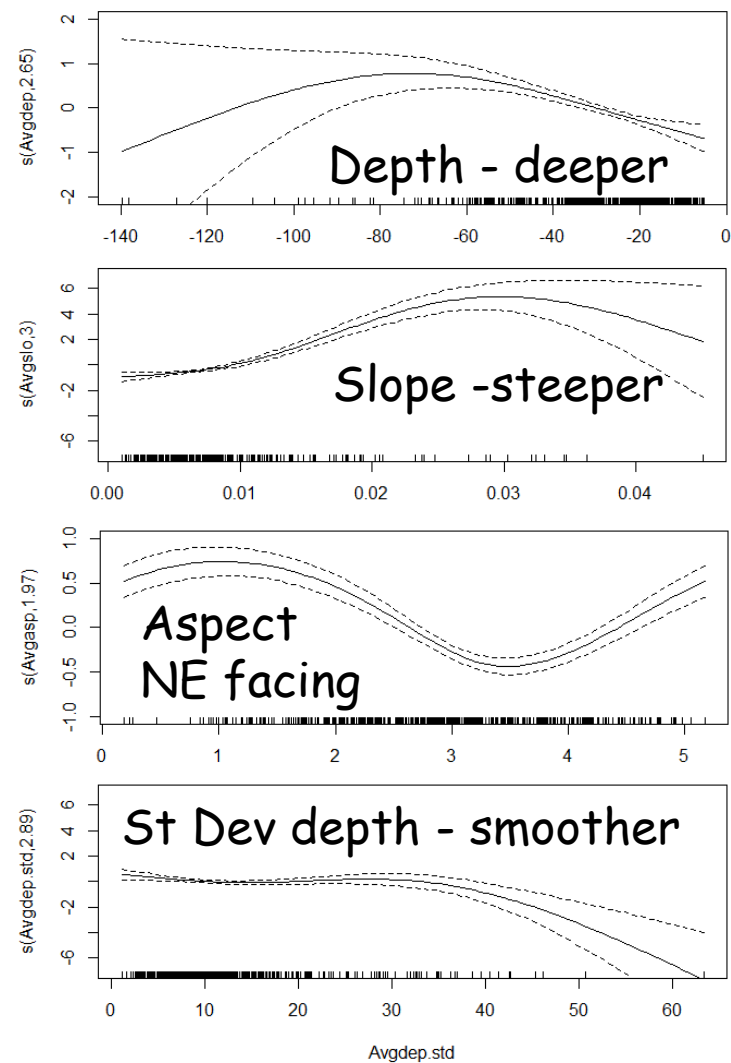 2
1
0
-1
-2
s(Avgdep,2.65)
Depth - deeper
-140 -120 -100 -80 -60 -40 -20 0
6
4
2
-2
-6
s(Avgslo,3)
Slope -steeper
0.00 0.01 0.02 0.03 0.04
1.0
0.5
0.0
-0.5
-1.0
s(Avgasp,1.97)
Aspect
NE facing
0 1 2 3 4 5
6
4
2
-2
-6
s(Avgdep.std,2.89)
St Dev depth - smoother
0 10 20 30 40 50 60
Avgdep.std